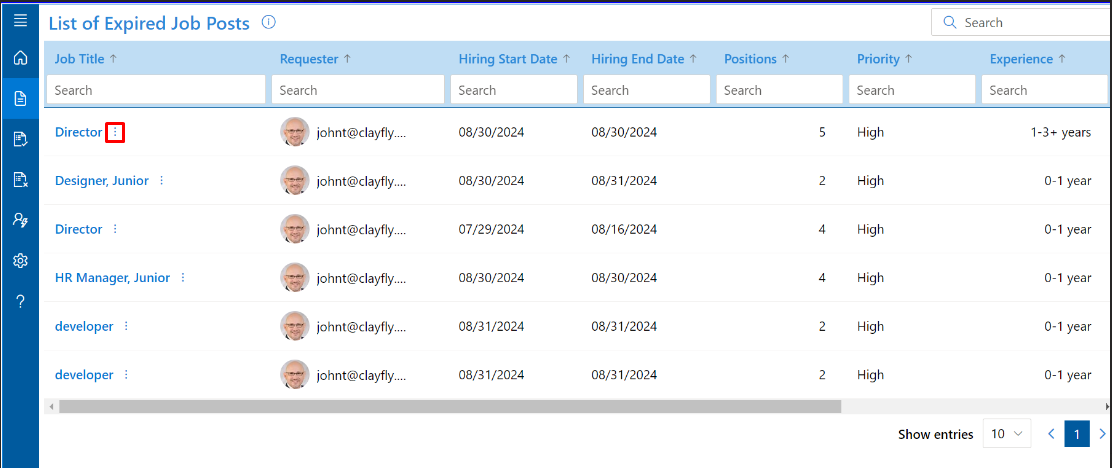 List of Expired Job Posts
Search
Job Title Requester Hiring Start Date Hiring End Date Positions Priority Experience
Search Search Search Search Search Search Search
Director johnt@clayfly.... 08/30/2024 08/30/2024 5 High 1-3+ years
Designer, Junior johnt@clayfly.... 08/30/2024 08/31/2024 2 High 0-1 year
Director johnt@clayfly.... 07/29/2024 08/16/2024 4 High 0-1 year
HR Manager, Junior johnt@clayfly.... 08/30/2024 08/30/2024 4 High 0-1 year
developer johnt@clayfly.... 08/31/2024 08/31/2024 2 High 0-1 year
developer johnt@clayfly.... 08/31/2024 08/31/2024 2 High 0-1 year
Show entries 10 1